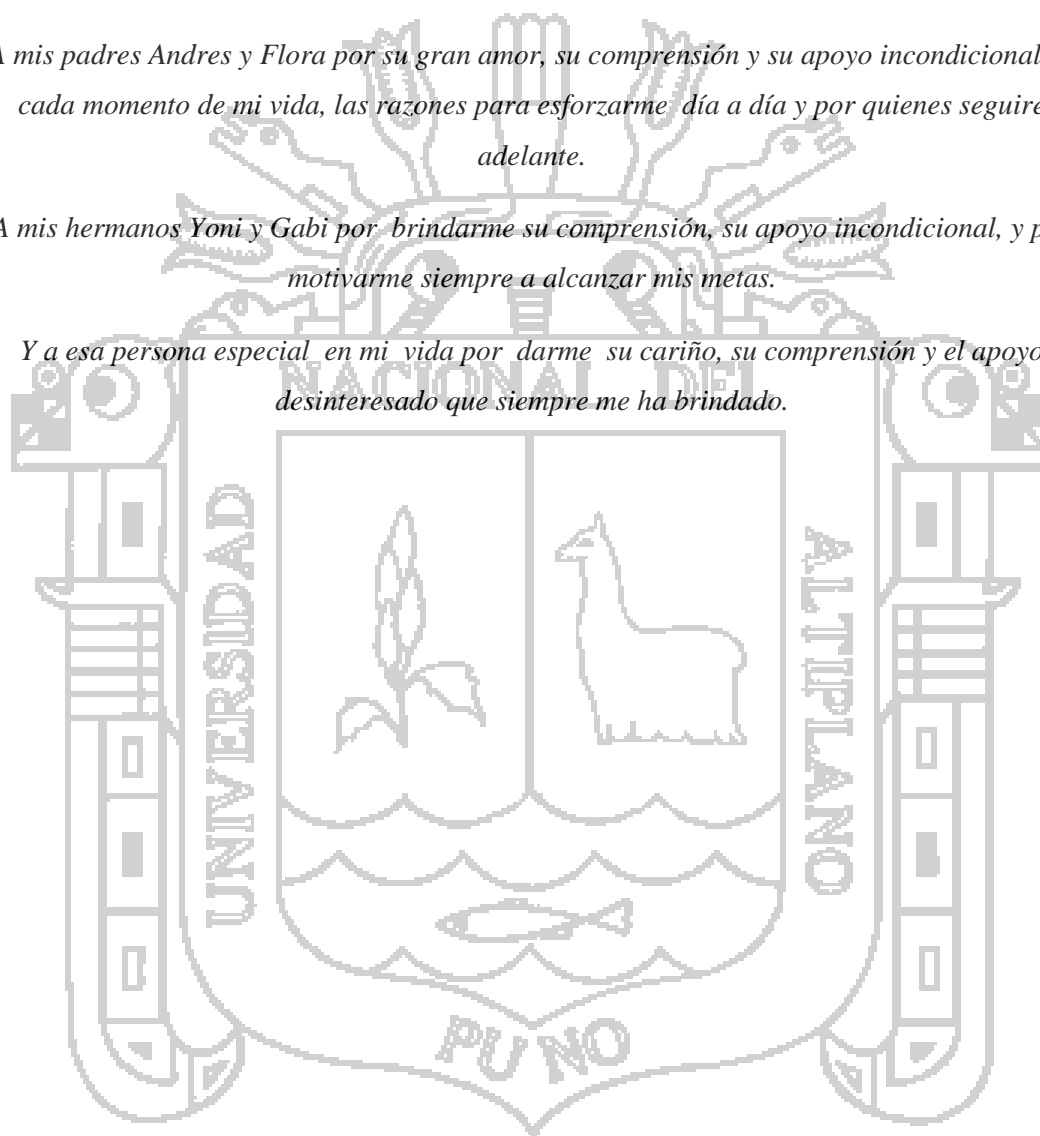 A mis padres Andres y Flora por su gran amor, su comprensión y su apoyo incondicional
cada momento de mi vida, las razones para esforzarme día a día y por quienes seguire
adelante.
A mis hermanos Yoni y Gabi por brindarme su comprensión, su apoyo incondicional, y
motivarme siempre a alcanzar mis metas.
Y a esa persona especial en mi vida por darme su cariño, su comprensión y el apoyo
desinteresado que siempre me ha brindado.
UNIVERSIDAD
NACIONAL DEL
ALTIPLANO
PUNO